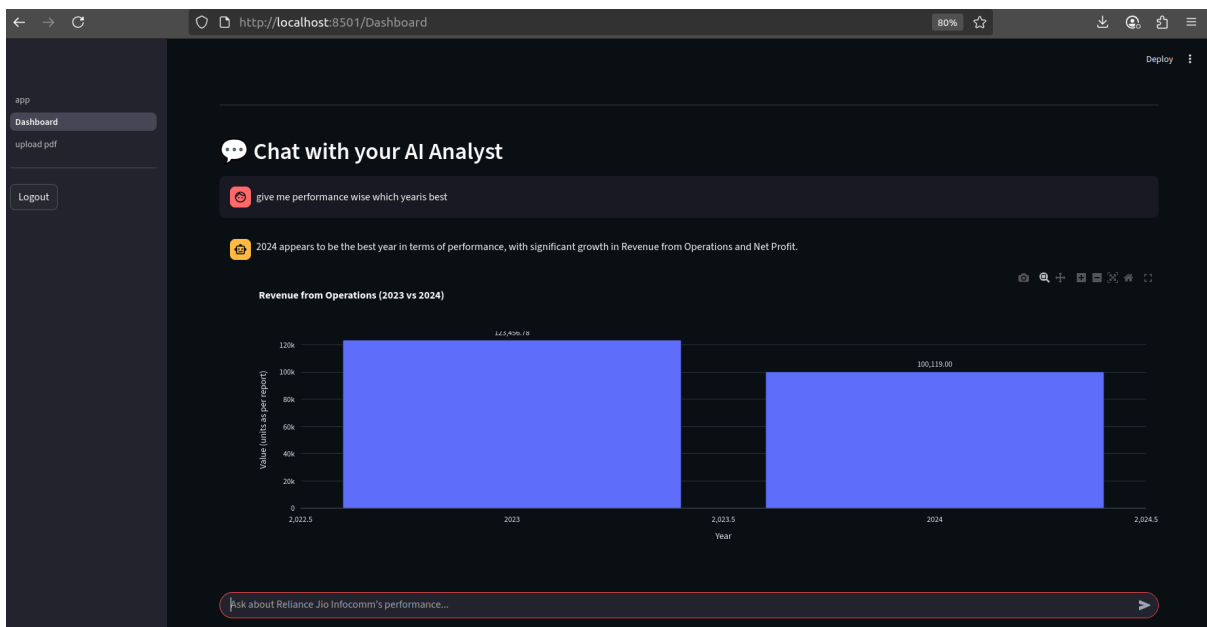 http://localhost:8501/Dashboard
80%
Deploy
app
Dashboard
upload pdf
Logout
💬 Chat with your AI Analyst
give me performance wise which yearis best
2024 appears to be the best year in terms of performance, with significant growth in Revenue from Operations and Net Profit.
Revenue from Operations (2023 vs 2024)
123,456.78
100,119.00
120k
100k
80k
60k
40k
20k
0
Value (units as per report)
2,022.5
2023
2,023.5
2024
2,024.5
Year
Ask about Reliance Jio Infocomm's performance...